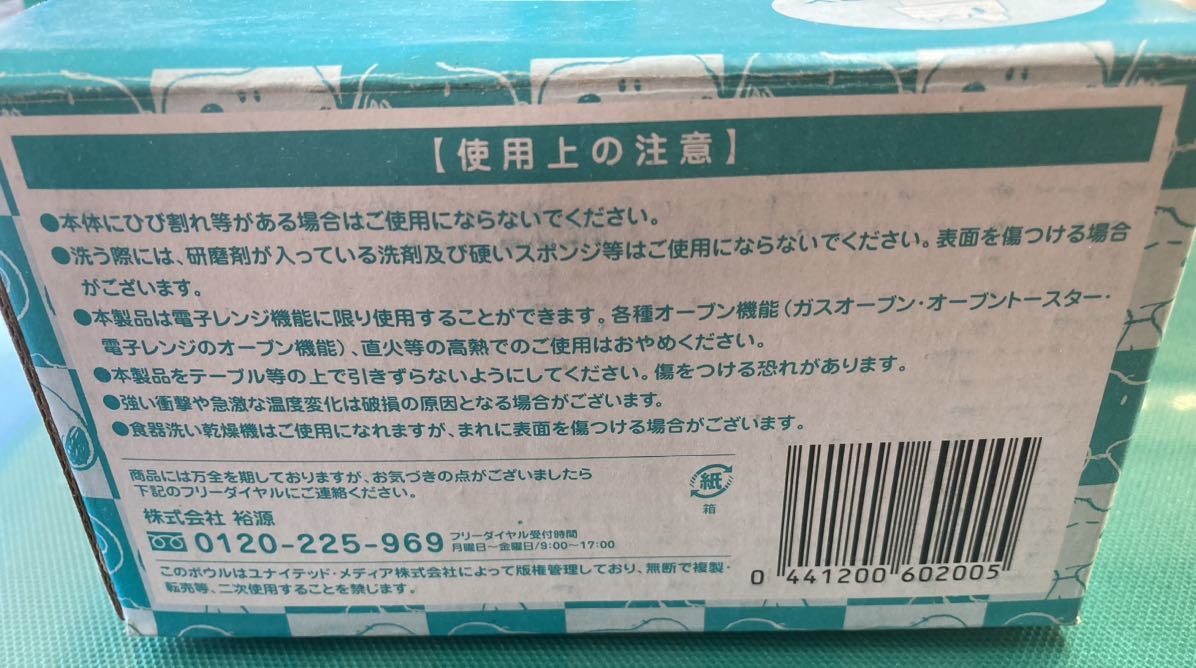 【使用上の注意】
●本体にひび割れ等がある場合はご使用にならないでください。
●洗う際には、研磨剤が入っている洗剤及び硬いスポンジ等はご使用にならないでください。表面を傷つける場合
がございます。
●本製品は電子レンジ機能に限り使用することができます。各種オーブン機能(ガスオーブン・オーブントースター・
電子レンジのオーブン機能)、直火等の高熱でのご使用はおやめください。
●本製品をテーブル等の上で引きずらないようにしてください。傷をつける恐れがあります。
●強い衝撃や急激な温度変化は破損の原因となる場合がございます。
●食器洗い乾燥機はご使用になれますが、まれに表面を傷つける場合がございます。
商品には万全を期しておりますが、お気づきの点がございましたら
下記のフリーダイヤルにご連絡ください。
紙
箱
株式会社 裕源
0120-225-969
フリーダイヤル受付時間
月曜日〜金曜日/9:00〜17:00
このボウルはユナイテッド・メディア株式会社によって版権管理しており、無断で複製・
転売等、二次使用することを禁じます。
0 441200 602005